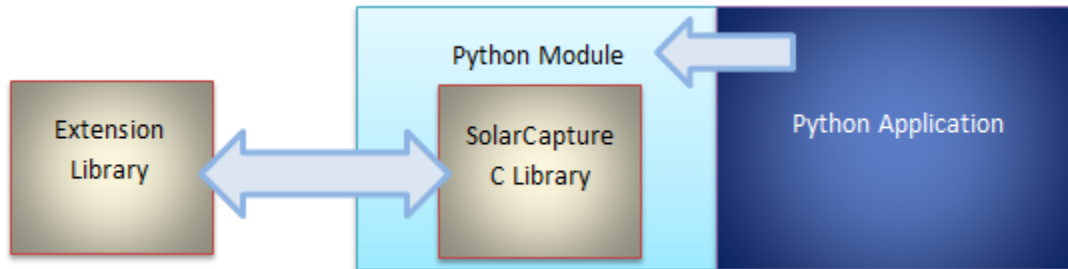 Python Module
Extension
Library
SolarCapture
C Library
Python Application